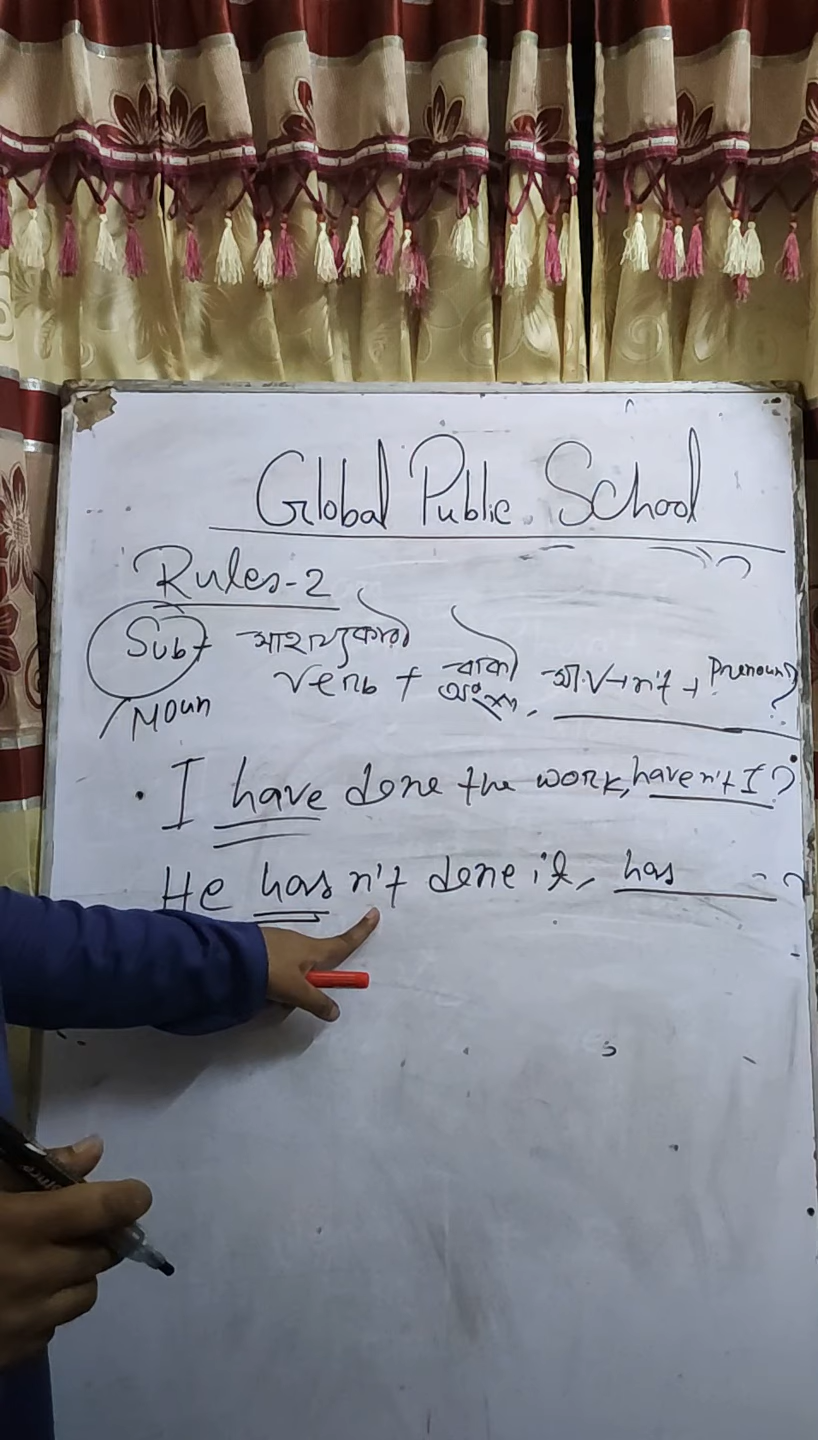 Global Public School
Rules-2
Sub + সাহায্যকারী
verb + বাকী অংশ, সা.V+n't + Pronoun?
Noun
. I have done the work, haven't I?
He hasn't done it, has ?